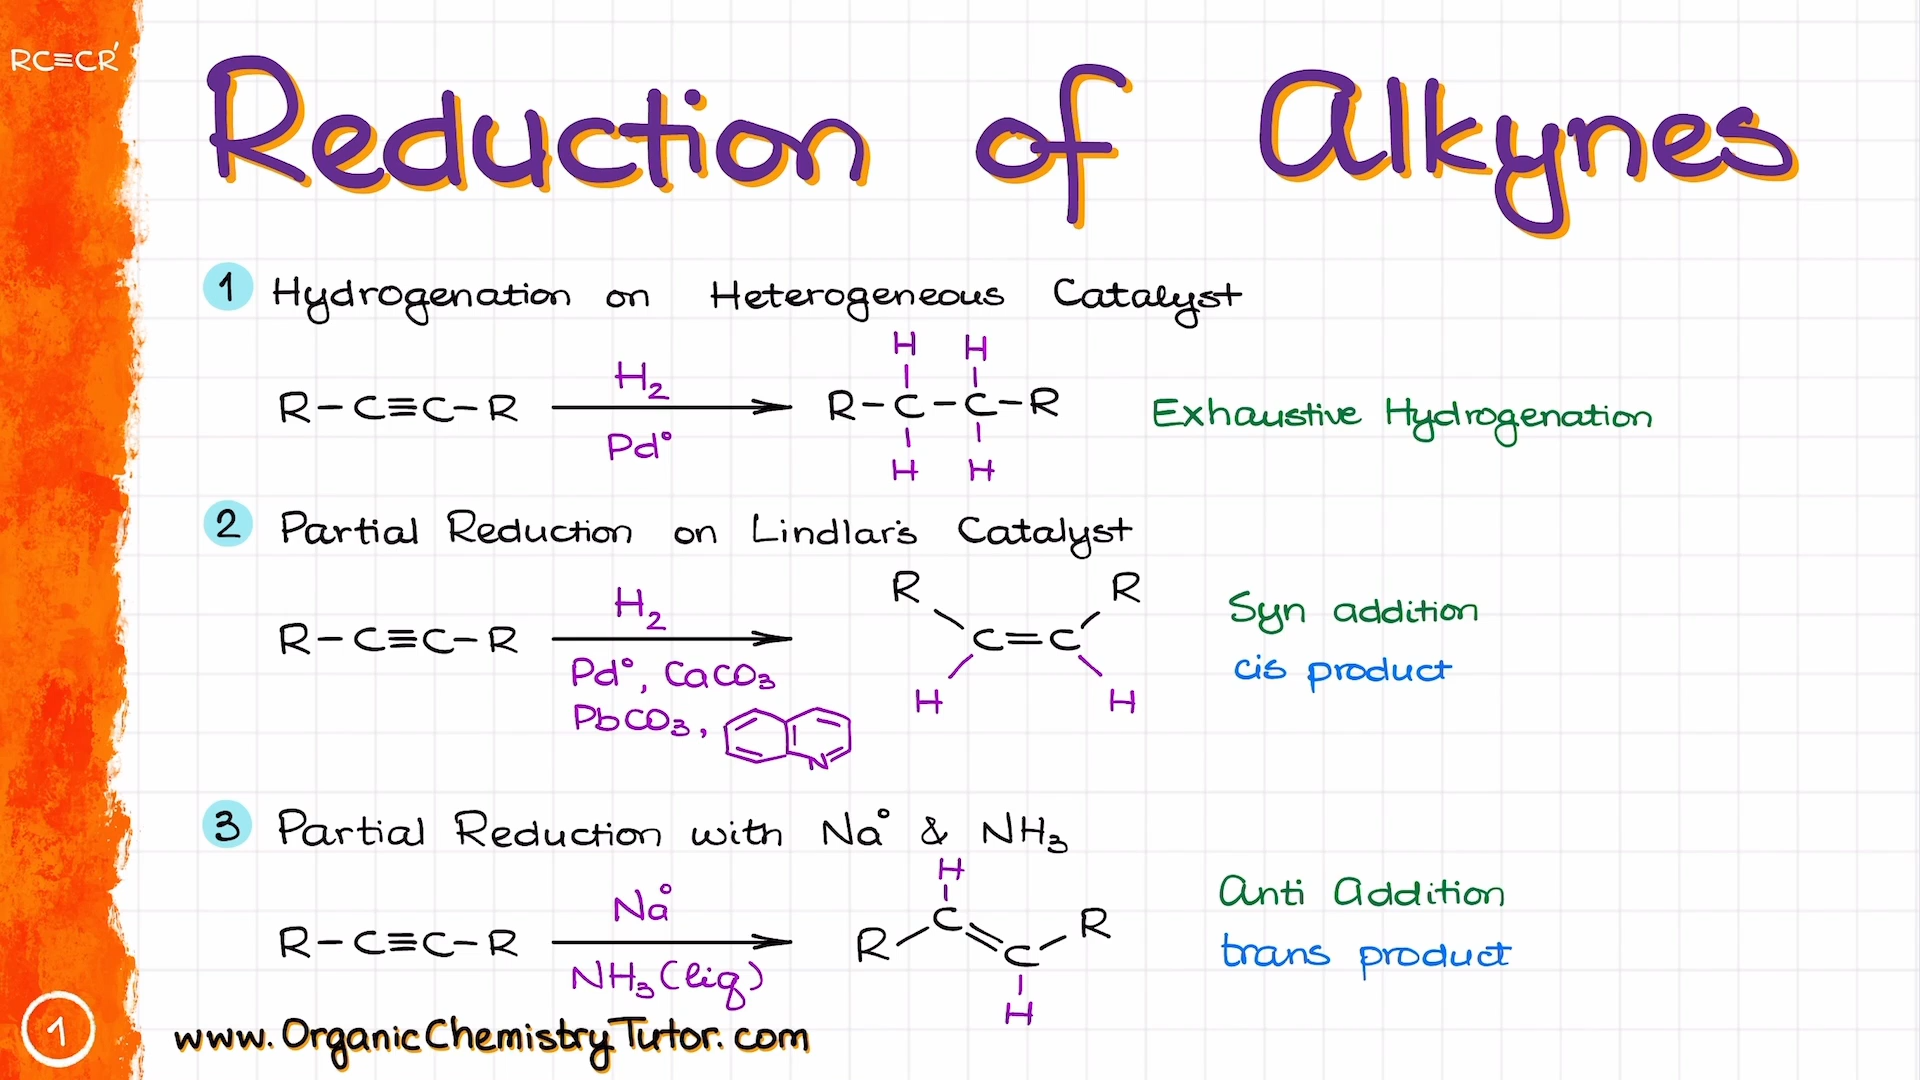 RC≡CR'
Reduction of Alkynes
1 Hydrogenation on Heterogeneous Catalyst
H H
R-C≡C-R H₂ R-C-C-R Exhaustive Hydrogenation
Pd°
H H
2 Partial Reduction on Lindlar's Catalyst
R R
H₂ Syn addition
R-C≡C-R C=C
Pd°, CaCO₃ cis product
H H
PbCO₃, N
3 Partial Reduction with Na° & NH₃
H
Na° Anti Addition
R-C≡C-R R C=C R
NH₃(liq) trans product
H
1 www.OrganicChemistryTutor.com